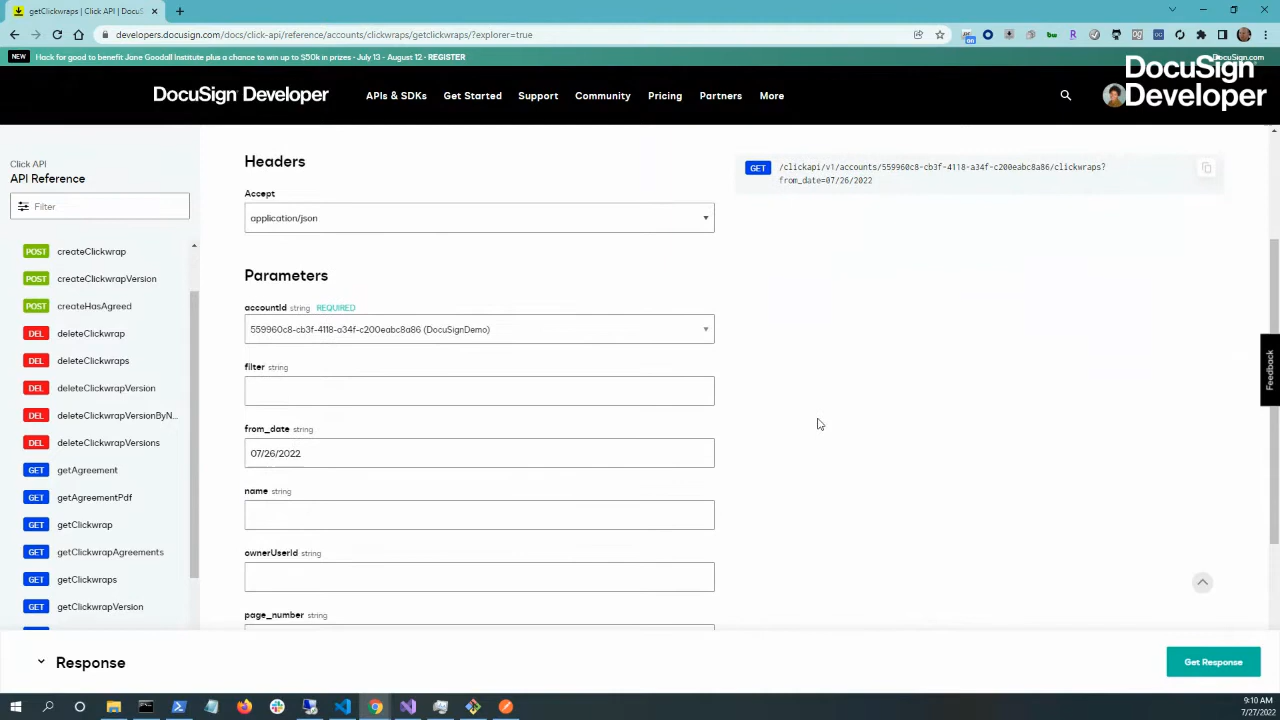 getClickwraps | Click API | DocuS
developers.docusign.com/docs/click-api/reference/accounts/clickwraps/getclickwraps/?explorer=true
NEW Hack for good to benefit Jane Goodall Institute plus a chance to win up to $50k in prizes - July 13 - August 12 - REGISTER
DocuSign.com
DocuSign Developer
APIs & SDKs
Get Started
Support
Community
Pricing
Partners
More
DocuSign
Developer
Click API
API Reference
Filter
POST createClickwrap
POST createClickwrapVersion
POST createHasAgreed
DEL deleteClickwrap
DEL deleteClickwraps
DEL deleteClickwrapVersion
DEL deleteClickwrapVersionByN...
DEL deleteClickwrapVersions
GET getAgreement
GET getAgreementPdf
GET getClickwrap
GET getClickwrapAgreements
GET getClickwraps
GET getClickwrapVersion
Headers
Accept
application/json
Parameters
accountId string REQUIRED
559960c8-cb3f-4118-a34f-c200eabc8a86 (DocuSignDemo)
filter string
from_date string
07/26/2022
name string
ownerUserId string
page_number string
GET /clickapi/v1/accounts/559960c8-cb3f-4118-a34f-c200eabc8a86/clickwraps?
from_date=07/26/2022
Feedback
Response
Get Response
9:10 AM
7/27/2022